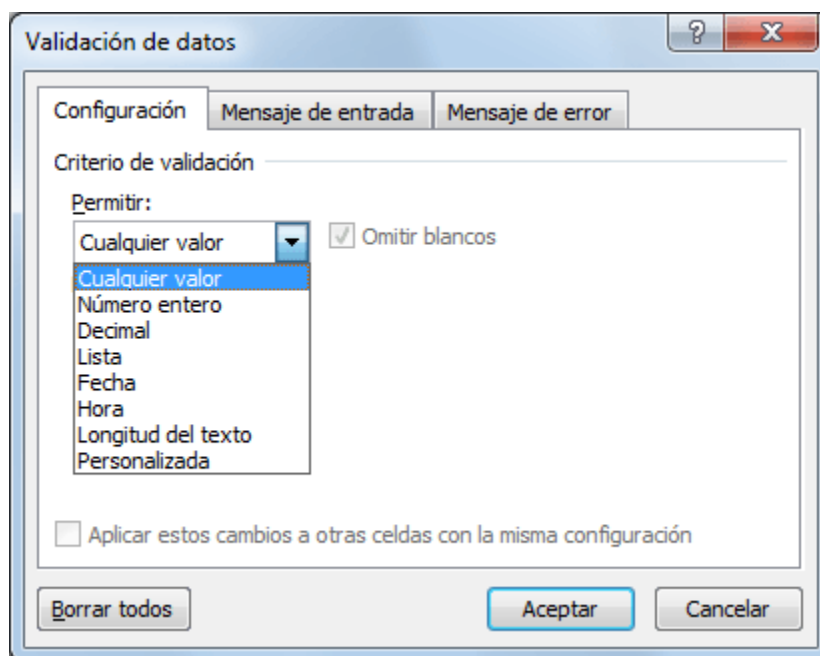 Validación de datos
Configuración Mensaje de entrada Mensaje de error
Criterio de validación
Permitir:
Cualquier valor Omitir blancos
Cualquier valor
Número entero
Decimal
Lista
Fecha
Hora
Longitud del texto
Personalizada
Aplicar estos cambios a otras celdas con la misma configuración
Borrar todos Aceptar Cancelar